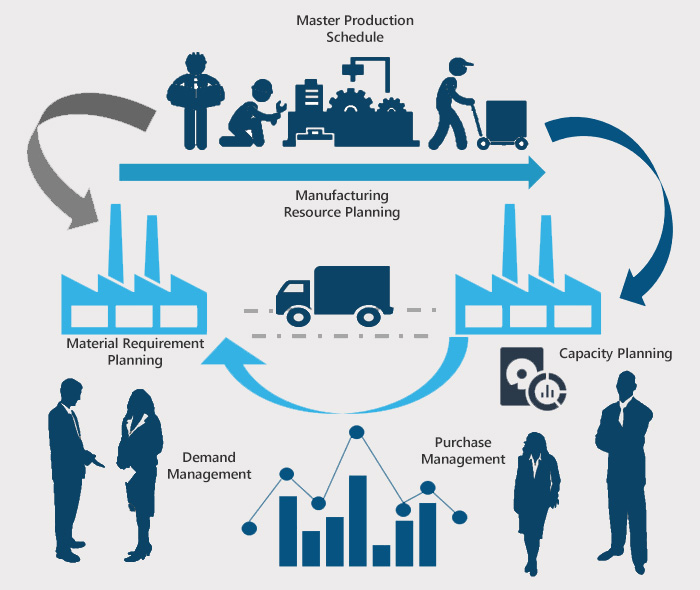 Master Production
Schedule
Manufacturing
Resource Planning
Material Requirement
Planning
Capacity Planning
Demand
Management
Purchase
Management